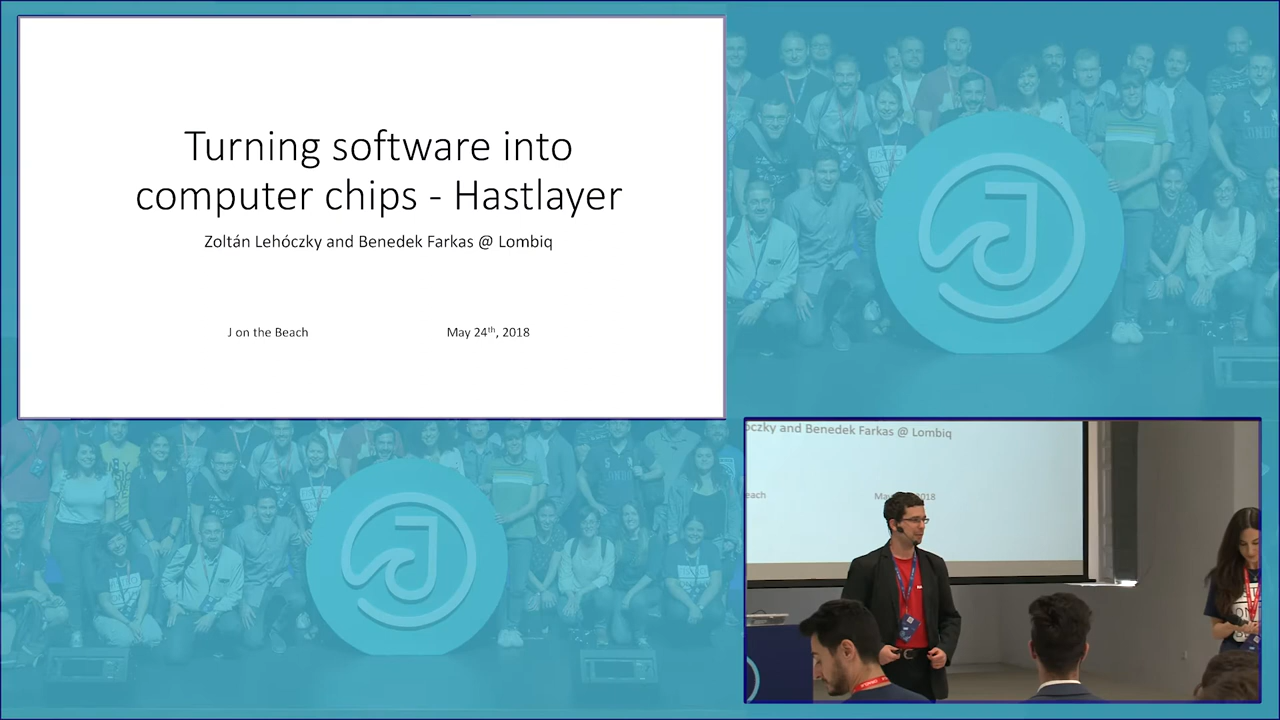 Turning software into
computer chips - Hastlayer
Zoltán Lehóczky and Benedek Farkas @ Lombiq
J on the Beach
May 24th, 2018
óczky and Benedek Farkas @ Lombiq
each
May
2018